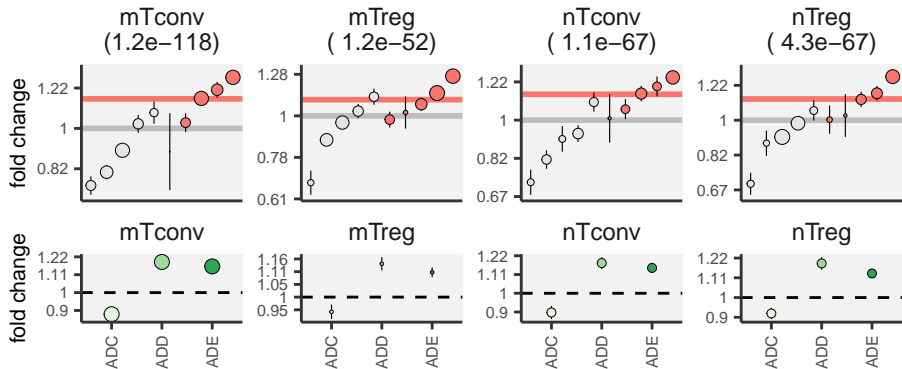 mTconv mTreg nTconv nTreg
(1.2e−118) ( 1.2e−52) (1.1e−67) ( 4.3e−67)
fold change
1.22 1 0.82
1.28 1 0.78 0.61
1.22 1 0.82 0.67
1.22 1 0.82 0.67
mTconv mTreg nTconv nTreg
fold change
1.22 1.11 1 0.9
1.16 1.11 1.05 1 0.95
1.22 1.11 1 0.9
1.22 1.11 1 0.9
ADC ADD ADE ADC ADD ADE ADC ADD ADE ADC ADD ADE